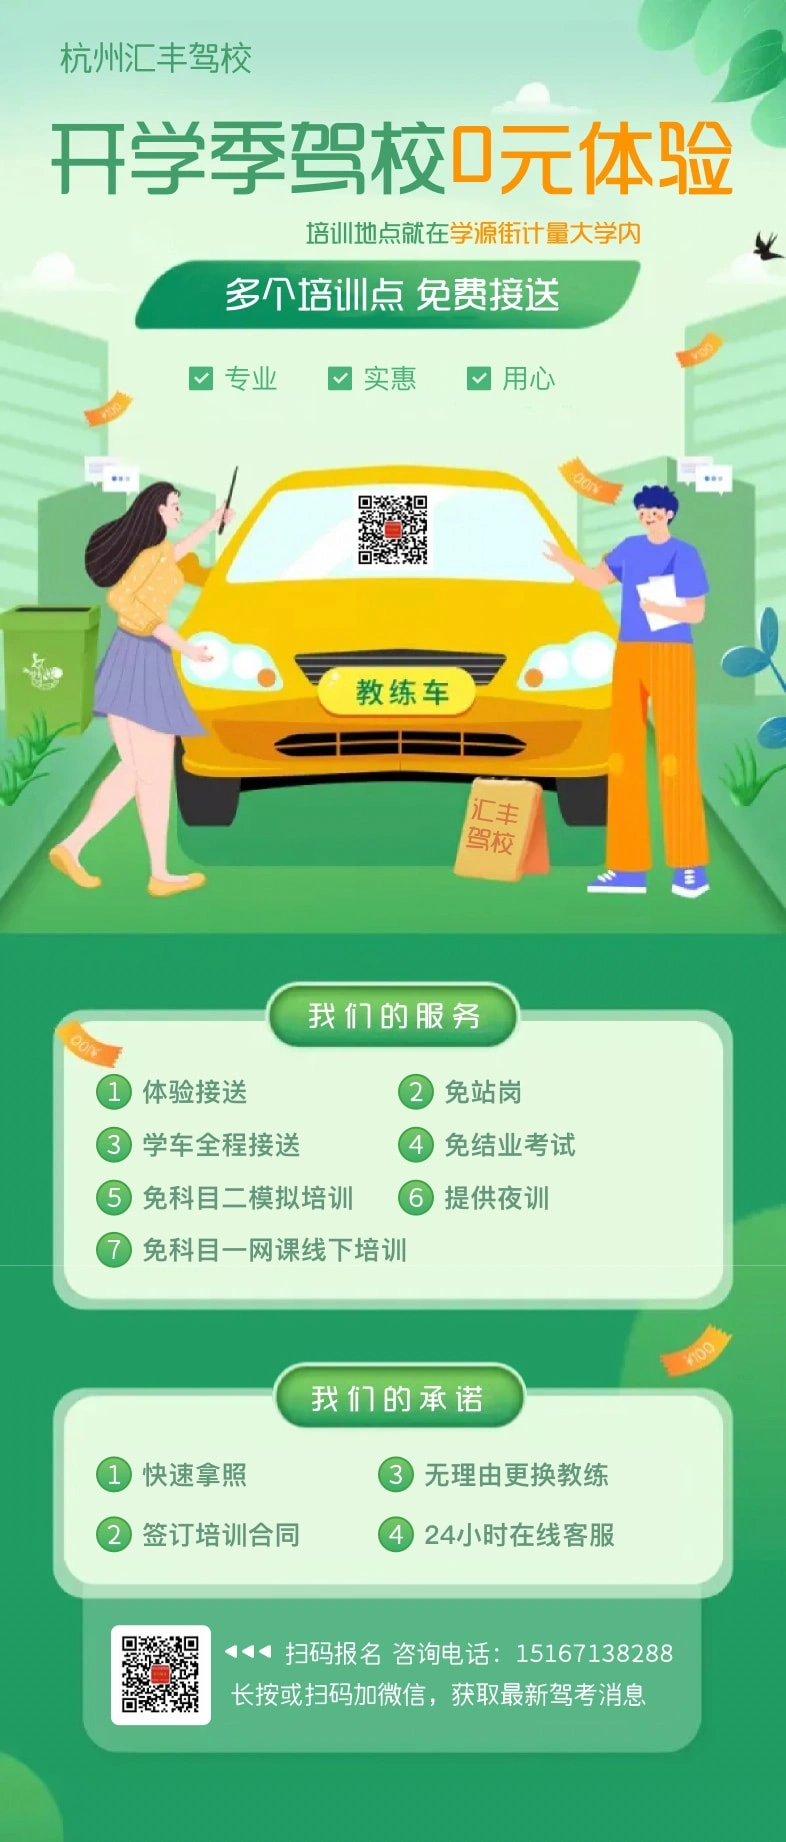 杭州汇丰驾校
开学季驾校0元体验
培训地点就在学源街计量大学内
多个培训点 免费接送
专业 实惠 用心
¥100
¥100
¥100
教练车
汇丰
驾校
我们的服务
¥100
1 体验接送
2 免站岗
3 学车全程接送
4 免结业考试
5 免科目二模拟培训
6 提供夜训
7 免科目一网课线下培训
¥100
我们的承诺
1 快速拿照
3 无理由更换教练
2 签订培训合同
4 24小时在线客服
扫码报名 咨询电话：15167138288
长按或扫码加微信，获取最新驾考消息